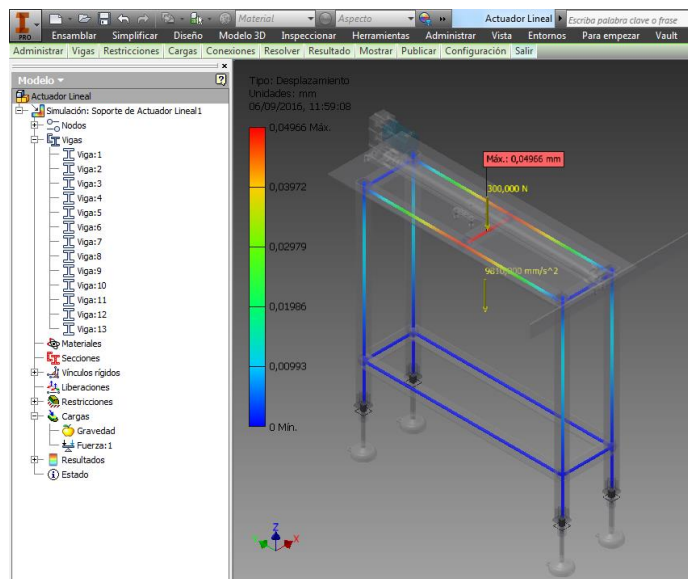 PRO
Material
Aspecto
Actuador Lineal
Escriba palabra clave o frase
Ensamblar Simplificar Diseño Modelo 3D Inspeccionar Herramientas Administrar Vista Entornos Para empezar Vault
Administrar Vigas Restricciones Cargas Conexiones Resolver Resultado Mostrar Publicar Configuración Salir
Modelo
Actuador Lineal
Simulación: Soporte de Actuador Lineal1
Nodos
Vigas
Viga:1
Viga:2
Viga:3
Viga:4
Viga:5
Viga:6
Viga:7
Viga:8
Viga:9
Viga:10
Viga:11
Viga:12
Viga:13
Materiales
Secciones
Vínculos rígidos
Liberaciones
Restricciones
Cargas
Gravedad
Fuerza:1
Resultados
Estado
Tipo: Desplazamiento
Unidades: mm
06/09/2016, 11:59:08
0,04966 Máx.
0,03972
0,02979
0,01986
0,00993
0 Mín.
Máx.: 0,04966 mm
300,000 N
9810,000 mm/s^2
Z
X